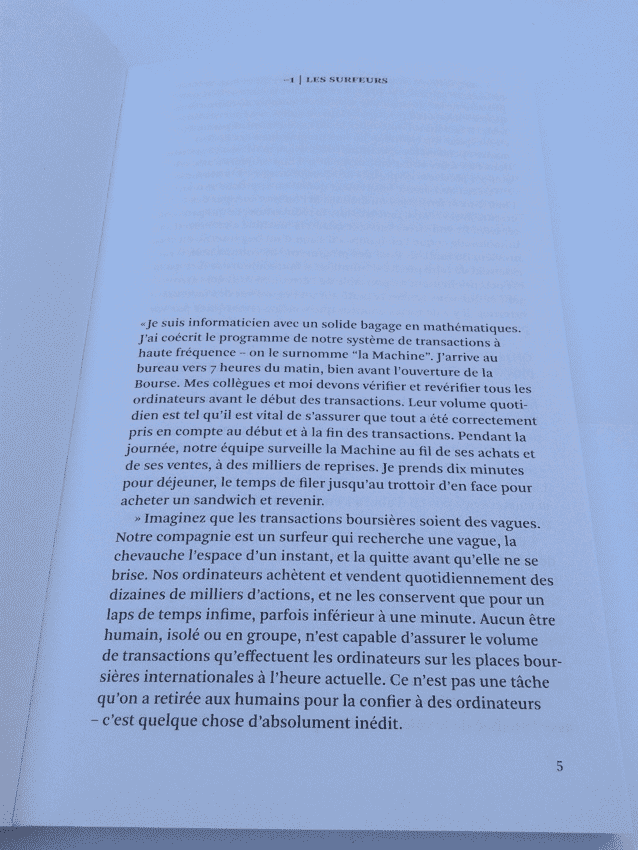 –1 | LES SURFEURS
«Je suis informaticien avec un solide bagage en mathématiques.
J’ai coécrit le programme de notre système de transactions à
haute fréquence – on le surnomme “la Machine”. J’arrive au
bureau vers 7 heures du matin, bien avant l’ouverture de la
Bourse. Mes collègues et moi devons vérifier et revérifier tous les
ordinateurs avant le début des transactions. Leur volume quoti-
dien est tel qu’il est vital de s’assurer que tout a été correctement
pris en compte au début et à la fin des transactions. Pendant la
journée, notre équipe surveille la Machine au fil de ses achats et
de ses ventes, à des milliers de reprises. Je prends dix minutes
pour déjeuner, le temps de filer jusqu’au trottoir d’en face pour
acheter un sandwich et revenir.
» Imaginez que les transactions boursières soient des vagues.
Notre compagnie est un surfeur qui recherche une vague, la
chevauche l’espace d’un instant, et la quitte avant qu’elle ne se
brise. Nos ordinateurs achètent et vendent quotidiennement des
dizaines de milliers d’actions, et ne les conservent que pour un
laps de temps infime, parfois inférieur à une minute. Aucun être
humain, isolé ou en groupe, n’est capable d’assurer le volume
de transactions qu’effectuent les ordinateurs sur les places bour-
sières internationales à l’heure actuelle. Ce n’est pas une tâche
qu’on a retirée aux humains pour la confier à des ordinateurs
– c’est quelque chose d’absolument inédit.
5